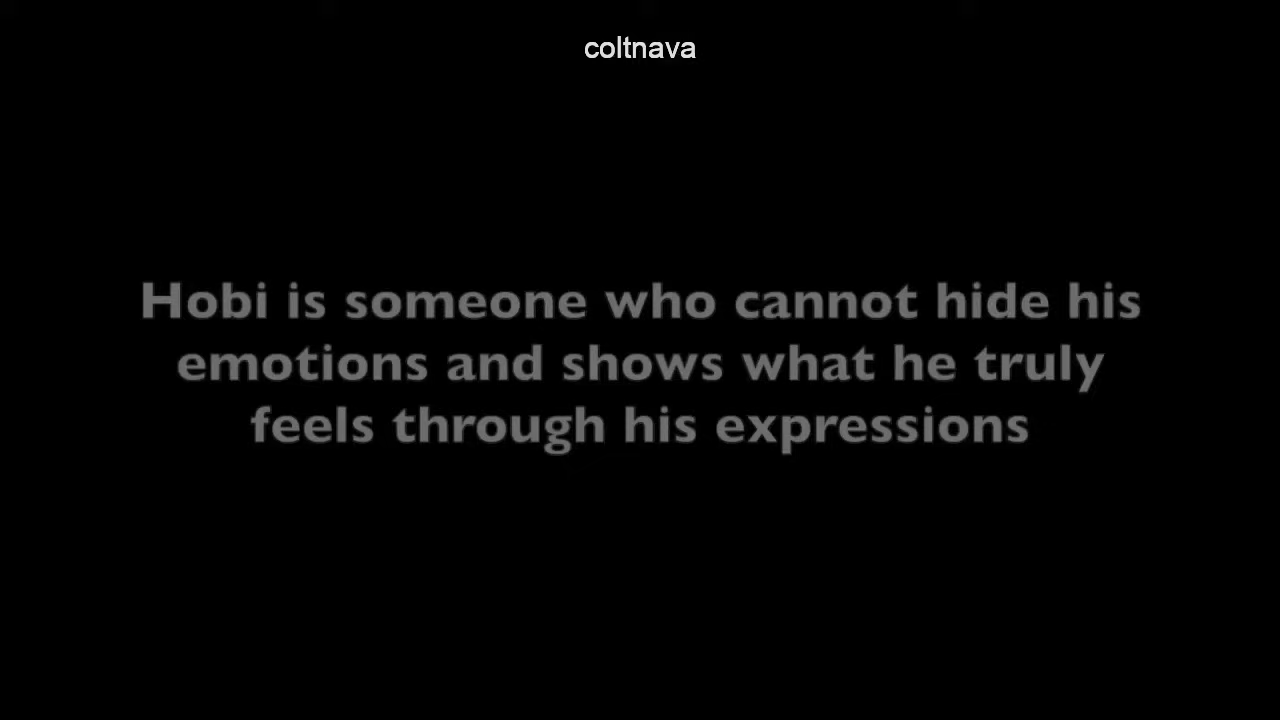 coltnava
Hobi is someone who cannot hide his
emotions and shows what he truly
feels through his expressions